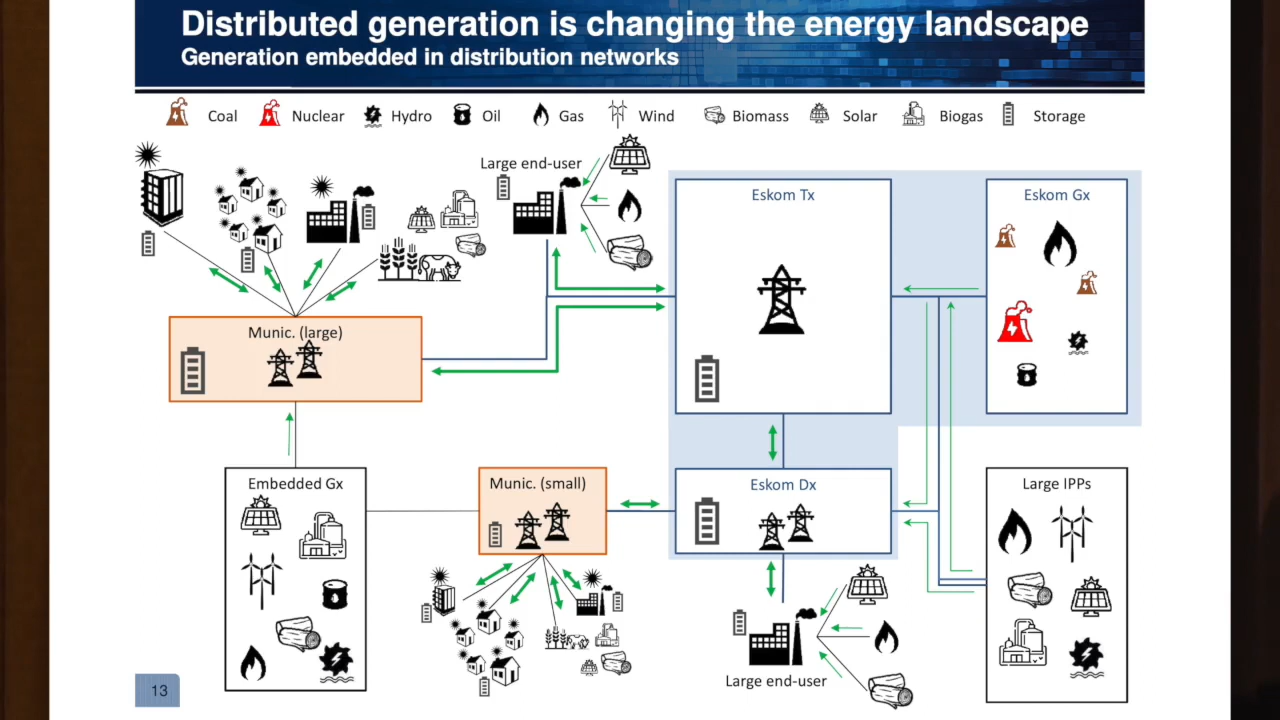 Distributed generation is changing the energy landscape
Generation embedded in distribution networks
Coal Nuclear Hydro Oil Gas Wind Biomass Solar Biogas Storage
Large end-user
Eskom Tx
Eskom Gx
Munic. (large)
Embedded Gx
Munic. (small)
Eskom Dx
Large IPPs
Large end-user
13